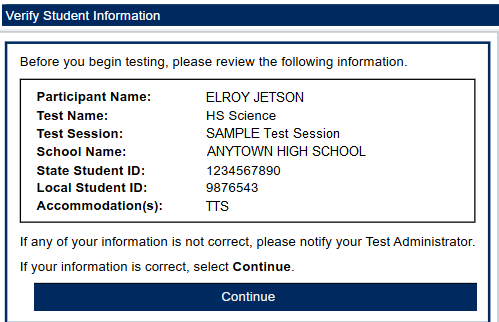 Verify Student Information
Before you begin testing, please review the following information.
Participant Name: ELROY JETSON
Test Name: HS Science
Test Session: SAMPLE Test Session
School Name: ANYTOWN HIGH SCHOOL
State Student ID: 1234567890
Local Student ID: 9876543
Accommodation(s): TTS
If any of your information is not correct, please notify your Test Administrator.
If your information is correct, select Continue.
Continue